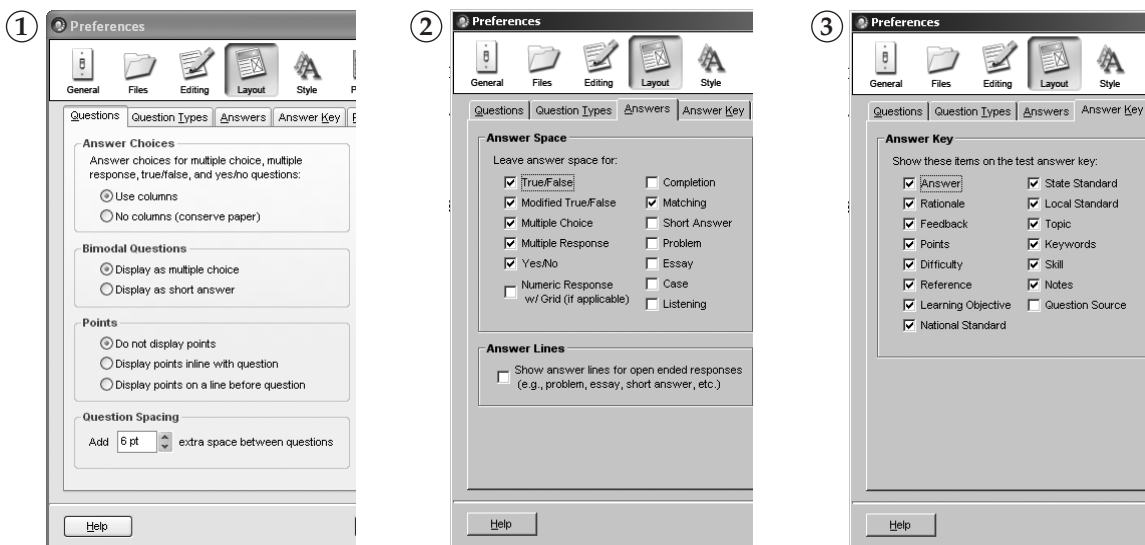 ①
Preferences
General Files Editing Layout Style
Questions Question Types Answers Answer Key
Answer Choices
Answer choices for multiple choice, multiple
response, true/false, and yes/no questions:
Use columns
No columns (conserve paper)
Bimodal Questions
Display as multiple choice
Display as short answer
Points
Do not display points
Display points inline with question
Display points on a line before question
Question Spacing
Add 6 pt extra space between questions
Help
②
Preferences
General Files Editing Layout Style
Questions Question Types Answers Answer Key
Answer Space
Leave answer space for:
True/False Completion
Modified True/False Matching
Multiple Choice Short Answer
Multiple Response Problem
Yes/No Essay
Numeric Response Case
w/ Grid (if applicable) Listening
Answer Lines
Show answer lines for open ended responses
(e.g., problem, essay, short answer, etc.)
Help
③
Preferences
General Files Editing Layout Style
Questions Question Types Answers Answer Key
Answer Key
Show these items on the test answer key:
Answer State Standard
Rationale Local Standard
Feedback Topic
Points Keywords
Difficulty Skill
Reference Notes
Learning Objective Question Source
National Standard
Help